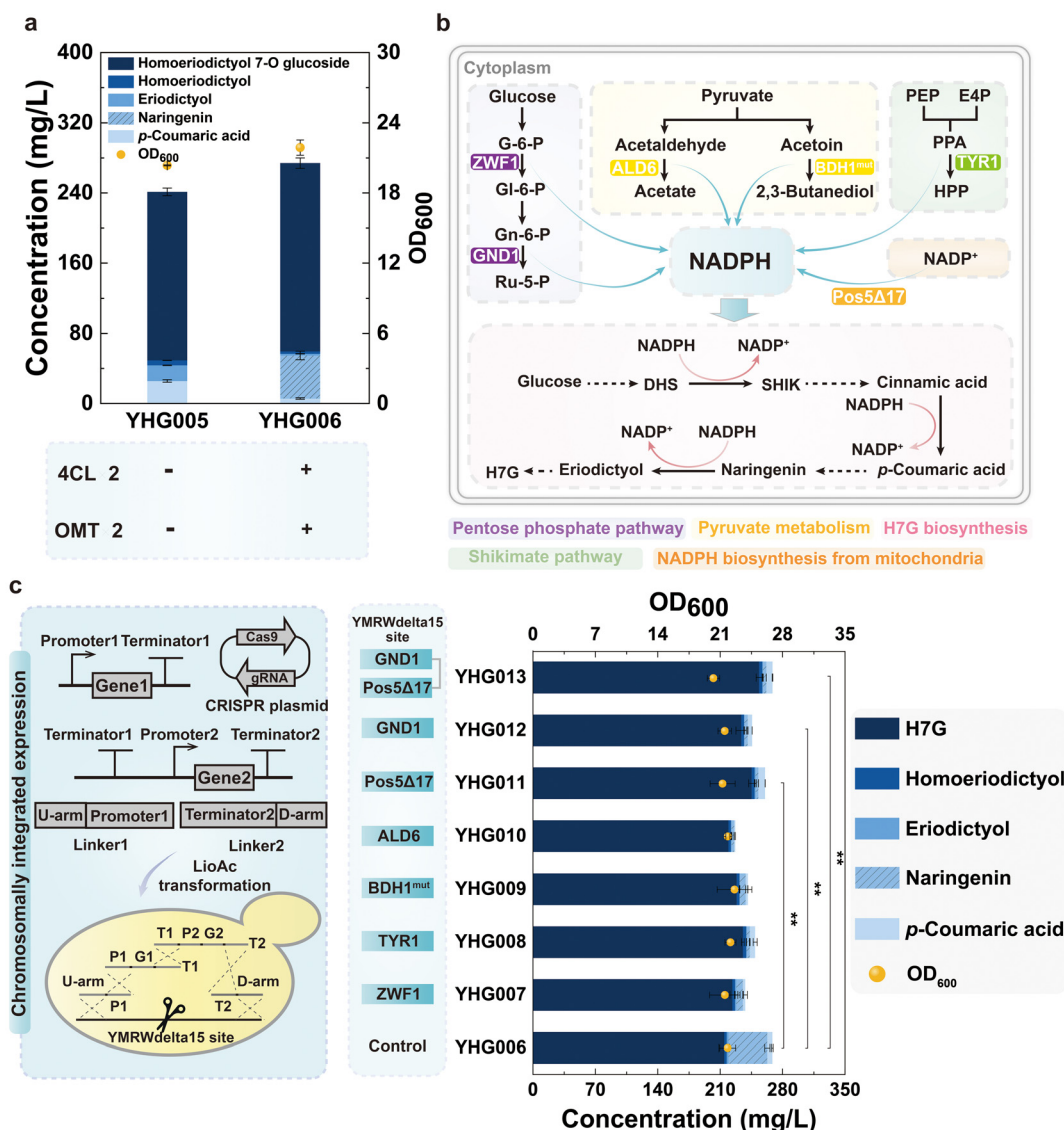 a
400
320
240
160
80
0
Concentration (mg/L)
30
24
18
12
6
0
OD600
Homoeriodictyol 7-O glucoside
Homoeriodictyol
Eriodictyol
Naringenin
p-Coumaric acid
OD600
YHG005 YHG006
4CL 2 - +
OMT 2 - +
b
Cytoplasm
Glucose
G-6-P
ZWF1
Gl-6-P
Gn-6-P
GND1
Ru-5-P
Pyruvate
Acetaldehyde Acetoin
ALD6 BDH1mut
Acetate 2,3-Butanediol
PEP E4P
PPA
TYR1
HPP
NADPH
NADP+
Pos5Δ17
NADPH NADP+
Glucose DHS SHIK Cinnamic acid
NADPH
NADP+
NADP+ NADPH
H7G Eriodictyol Naringenin p-Coumaric acid
Pentose phosphate pathway Pyruvate metabolism H7G biosynthesis
Shikimate pathway NADPH biosynthesis from mitochondria
c
Chromosomally integrated expression
Promoter1 Terminator1
Gene1
Cas9
gRNA
CRISPR plasmid
Terminator1 Promoter2 Terminator2
Gene2
U-arm Promoter1 Terminator2 D-arm
Linker1 Linker2
LioAc
transformation
T1 P2 G2
T2
P1 G1
T1
U-arm D-arm
P1 T2
YMRWdelta15 site
YMRWdelta15
site
GND1
Pos5Δ17
GND1
Pos5Δ17
ALD6
BDH1mut
TYR1
ZWF1
Control
OD600
0 7 14 21 28 35
YHG013
YHG012
YHG011
YHG010
YHG009
YHG008
YHG007
YHG006
**
**
**
0 70 140 210 280 350
Concentration (mg/L)
H7G
Homoeriodictyol
Eriodictyol
Naringenin
p-Coumaric acid
OD600